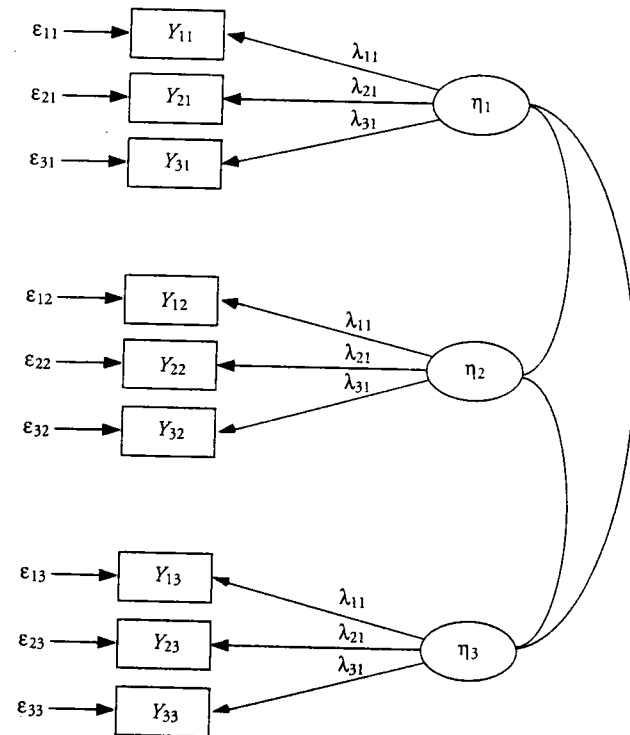 ε₁₁ Y₁₁ λ₁₁
ε₂₁ Y₂₁ λ₂₁ η₁
ε₃₁ Y₃₁ λ₃₁
ε₁₂ Y₁₂ λ₁₁
ε₂₂ Y₂₂ λ₂₁ η₂
ε₃₂ Y₃₂ λ₃₁
ε₁₃ Y₁₃ λ₁₁
ε₂₃ Y₂₃ λ₂₁ η₃
ε₃₃ Y₃₃ λ₃₁